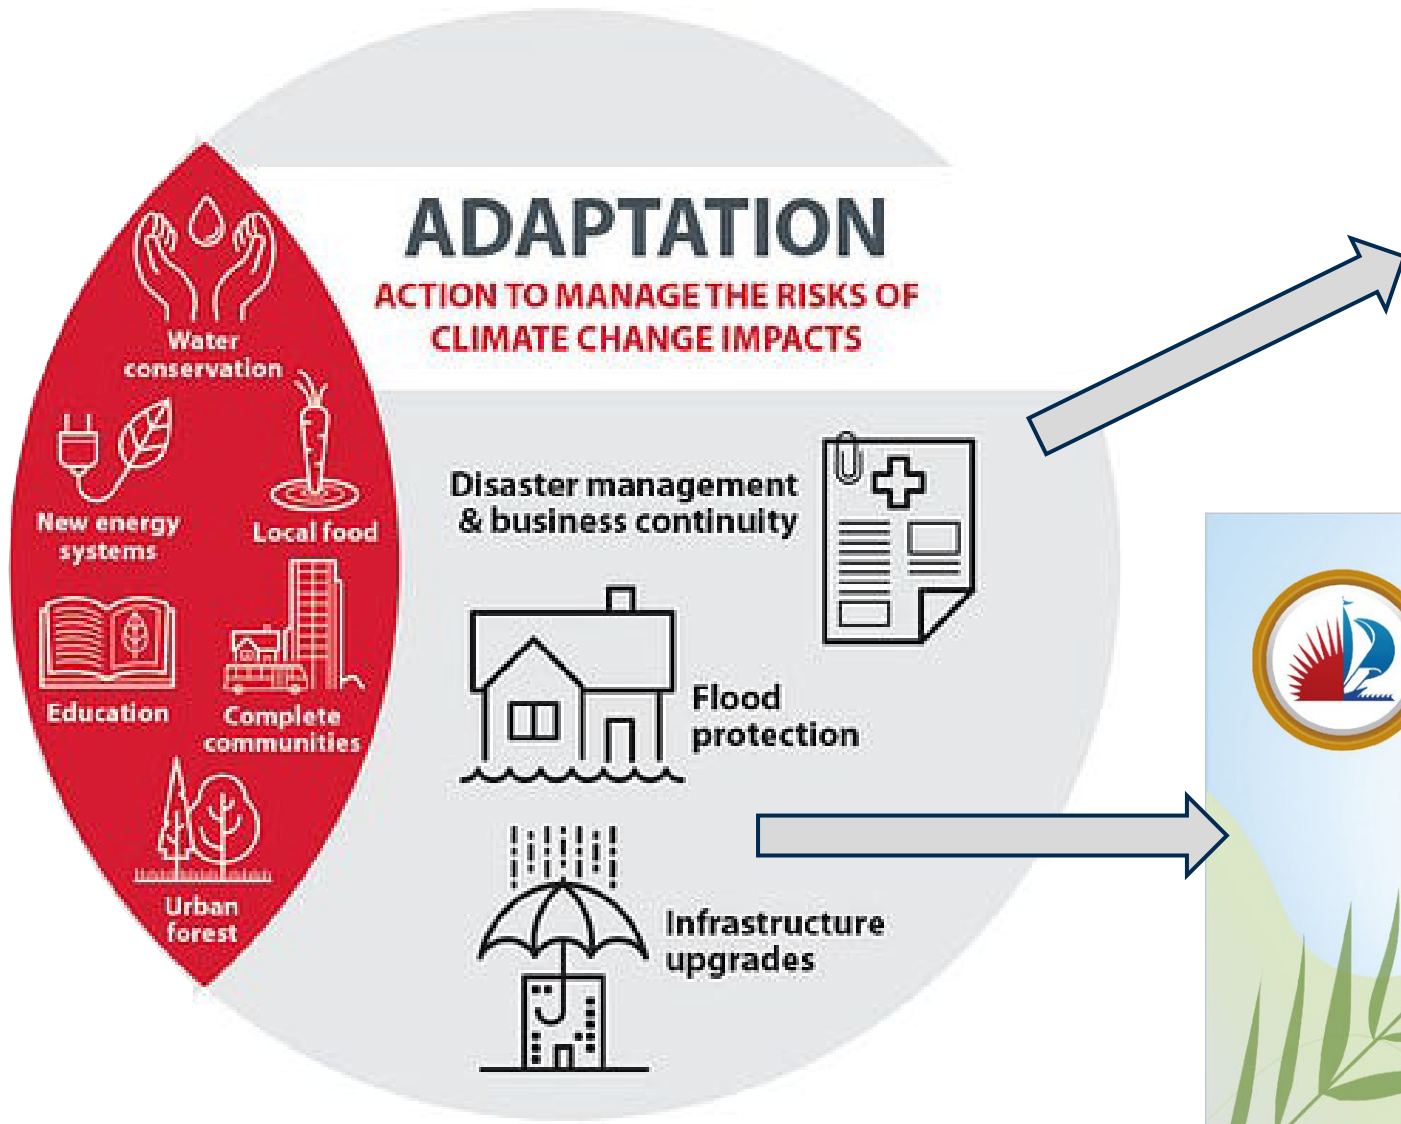 ADAPTATION
ACTION TO MANAGE THE RISKS OF
CLIMATE CHANGE IMPACTS
Water
conservation
New energy
systems
Local food
Education
Complete
communities
Urban
forest
Disaster management
& business continuity
Flood
protection
Infrastructure
upgrades